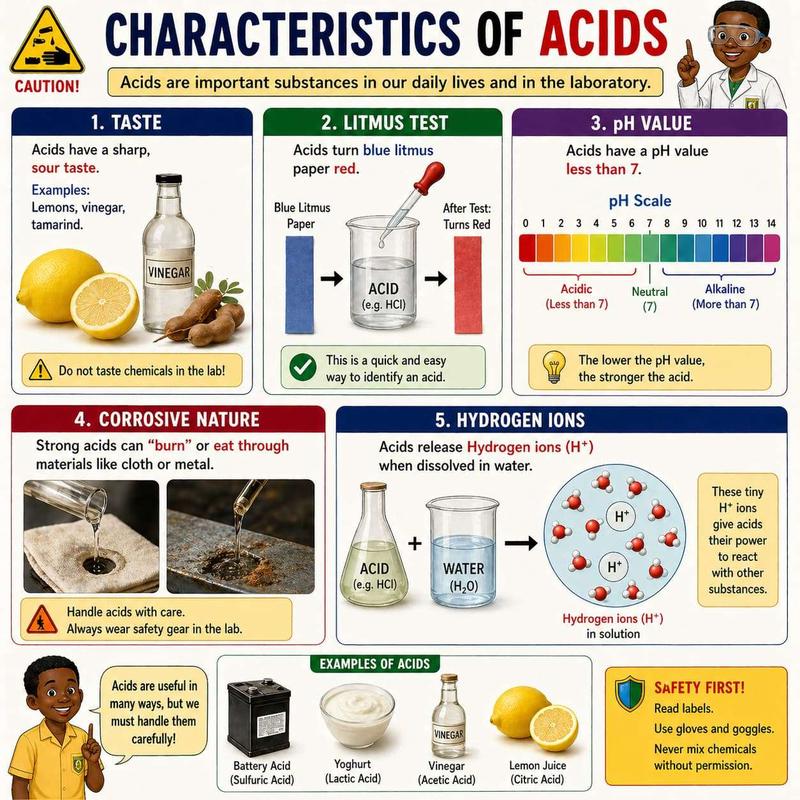 CHARACTERISTICS OF ACIDS
CAUTION!
Acids are important substances in our daily lives and in the laboratory.
1. TASTE
Acids have a sharp,
sour taste.
Examples:
Lemons, vinegar,
tamarind.
VINEGAR
Do not taste chemicals in the lab!
2. LITMUS TEST
Acids turn blue litmus
paper red.
Blue Litmus
Paper
ACID
(e.g. HCl)
After Test:
Turns Red
This is a quick and easy
way to identify an acid.
3. pH VALUE
Acids have a pH value
less than 7.
pH Scale
0 1 2 3 4 5 6 7 8 9 10 11 12 13 14
Acidic
(Less than 7)
Neutral
(7)
Alkaline
(More than 7)
The lower the pH value,
the stronger the acid.
4. CORROSIVE NATURE
Strong acids can “burn” or eat through
materials like cloth or metal.
Handle acids with care.
Always wear safety gear in the lab.
5. HYDROGEN IONS
Acids release Hydrogen ions (H⁺)
when dissolved in water.
ACID
(e.g. HCl)
+
WATER
(H₂O)
H⁺
H⁺
Hydrogen ions (H⁺)
in solution
These tiny
H⁺ ions
give acids
their power
to react
with other
substances.
Acids are useful in
many ways, but we
must handle them
carefully!
EXAMPLES OF ACIDS
Battery Acid
(Sulfuric Acid)
Yoghurt
(Lactic Acid)
VINEGAR
Vinegar
(Acetic Acid)
Lemon Juice
(Citric Acid)
SAFETY FIRST!
Read labels.
Use gloves and goggles.
Never mix chemicals
without permission.